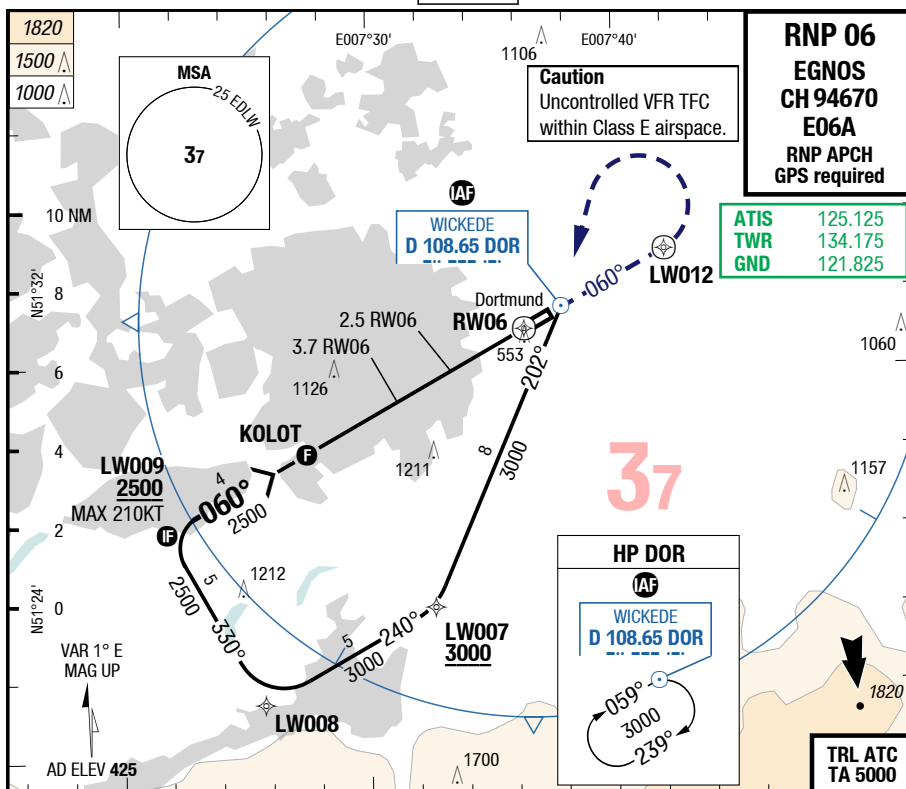 1820
1500
1000
E007°30'
E007°40'
1106
MSA
25 EDLW
37
Caution
Uncontrolled VFR TFC
within Class E airspace.
RNP 06
EGNOS
CH 94670
E06A
RNP APCH
GPS required
ATIS 125.125
TWR 134.175
GND 121.825
10 NM
8
6
4
2
0
N51°32'
N51°24'
IAF
WICKEDE
D 108.65 DOR
060°
LW012
Dortmund
RW06
553
2.5 RW06
3.7 RW06
1126
1060
202°
8
3000
KOLOT
F
1211
37
1157
LW009
2500
MAX 210KT
IF
4
060°
2500
5
2500
330°
1212
5
3000
240°
LW007
3000
LW008
HP DOR
IAF
WICKEDE
D 108.65 DOR
059°
3000
239°
VAR 1° E
MAG UP
AD ELEV 425
1700
1820
TRL ATC
TA 5000